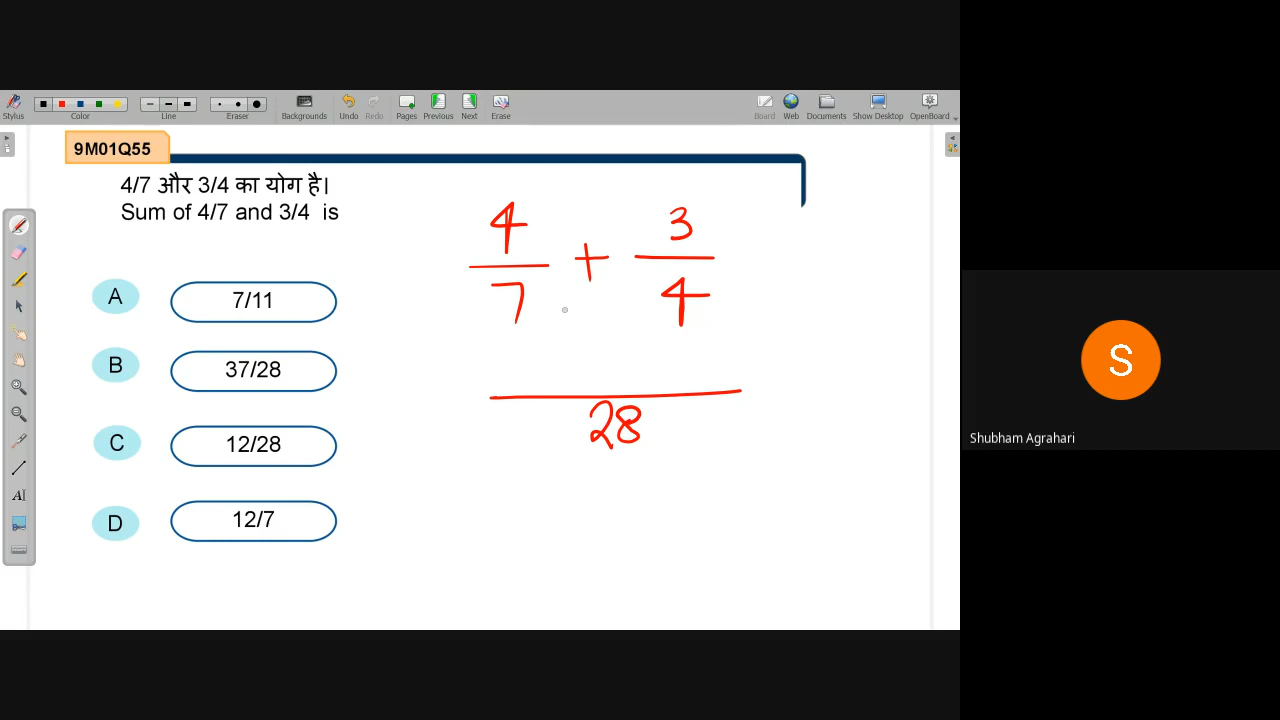 Stylus
Color
Line
Eraser
Backgrounds
Undo
Redo
Pages
Previous
Next
Erase
Board
Web
Documents
Show Desktop
OpenBoard
9M01Q55
4/7 और 3/4 का योग है।
Sum of 4/7 and 3/4 is
A 7/11
B 37/28
C 12/28
D 12/7
4 3
+
7 4
28
AI
S
Shubham Agrahari